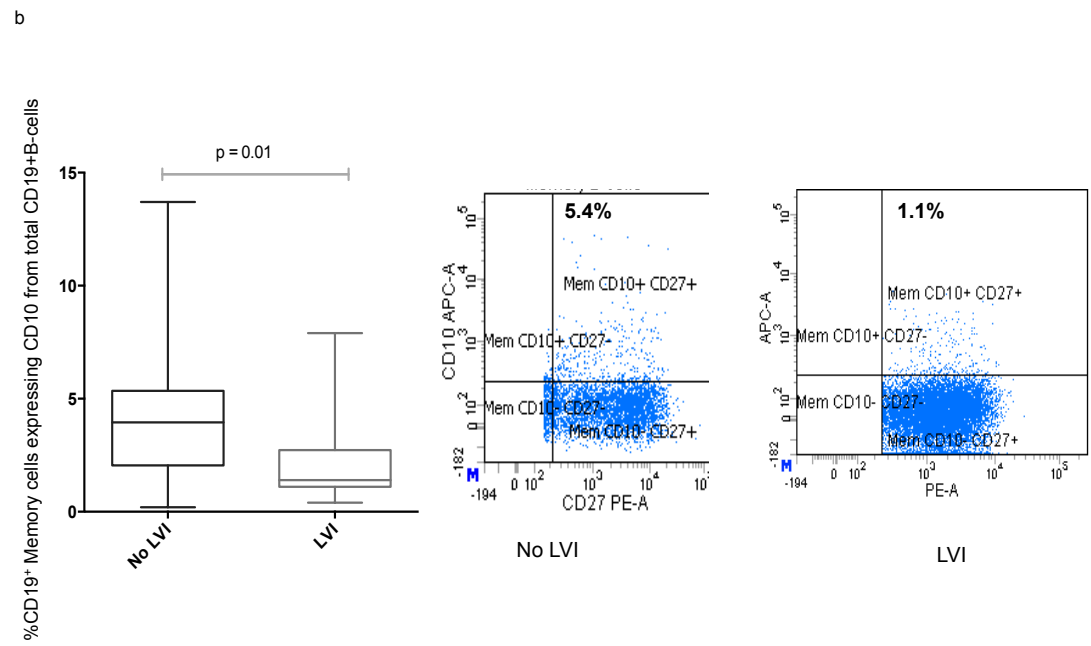 b
%CD19⁺ Memory cells expressing CD10 from total CD19+B-cells
p = 0.01
15
10
5
0
No LVI
LVI
5.4%
Mem CD10+ CD27+
Mem CD10+ CD27-
Mem CD10- CD27-
Mem CD10- CD27+
CD10 APC-A
10⁵
10⁴
10³
10²
0
-182
M
-194
0 10² 10³ 10⁴
CD27 PE-A
No LVI
1.1%
Mem CD10+ CD27+
Mem CD10+ CD27-
Mem CD10- CD27-
Mem CD10- CD27+
APC-A
10⁵
10⁴
10³
10²
0
-182
M
-194
0 10² 10³ 10⁴ 10⁵
PE-A
LVI